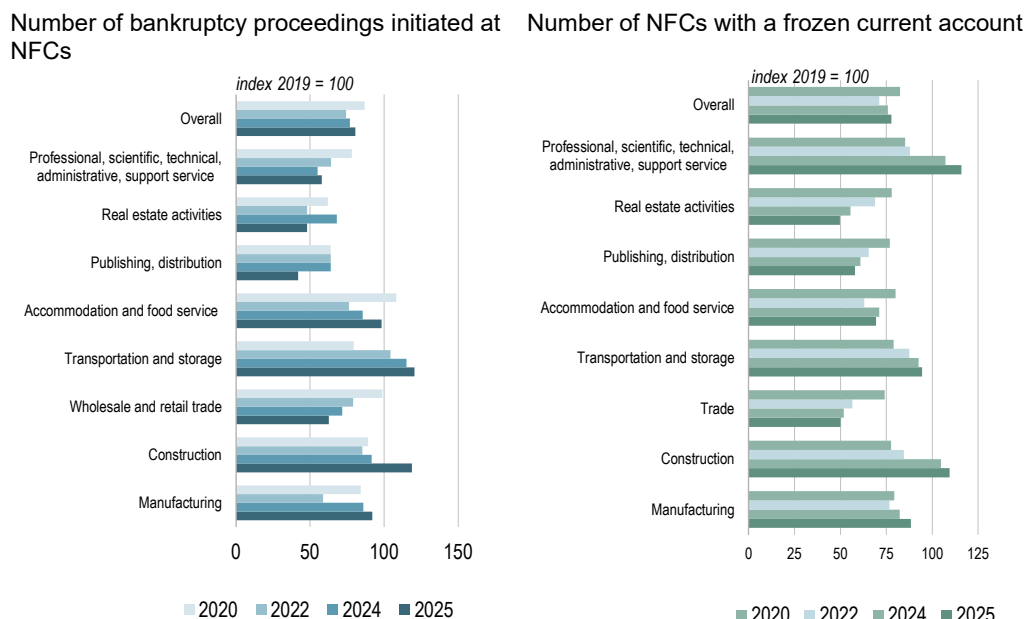 Number of bankruptcy proceedings initiated at
NFCs
index 2019 = 100
Overall
Professional, scientific, technical,
administrative, support service
Real estate activities
Publishing, distribution
Accommodation and food service
Transportation and storage
Wholesale and retail trade
Construction
Manufacturing
0 50 100 150
2020 2022 2024 2025
Number of NFCs with a frozen current account
index 2019 = 100
Overall
Professional, scientific, technical,
administrative, support service
Real estate activities
Publishing, distribution
Accommodation and food service
Transportation and storage
Trade
Construction
Manufacturing
0 25 50 75 100 125
2020 2022 2024 2025